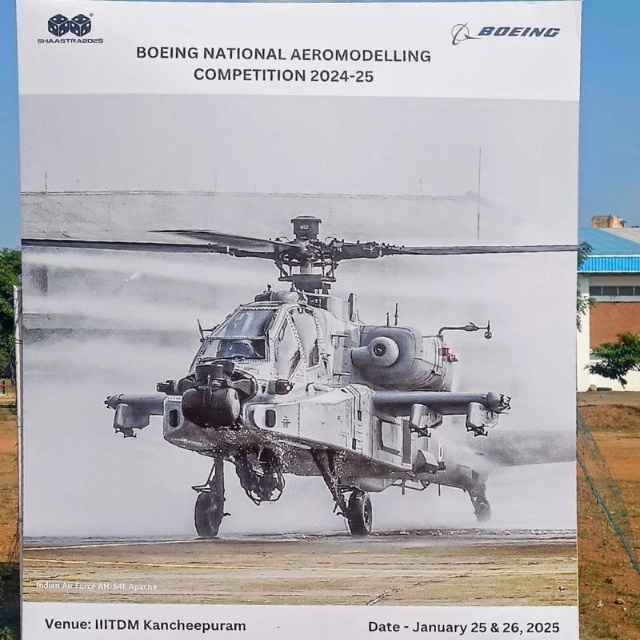 SHAASTRA2025
BOEING
BOEING NATIONAL AEROMODELLING
COMPETITION 2024-25
Indian Air Force AH-64E Apache
Venue: IIITDM Kancheepuram
Date - January 25 & 26, 2025